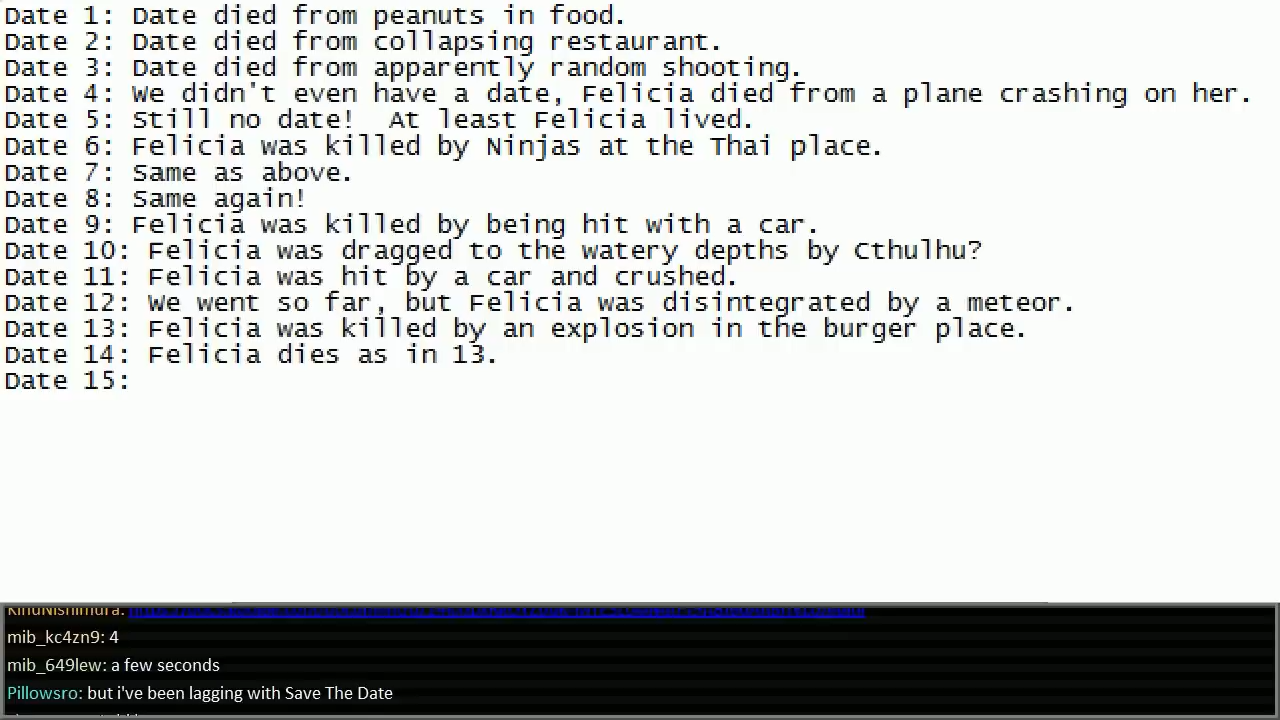 Date 1: Date died from peanuts in food.
Date 2: Date died from collapsing restaurant.
Date 3: Date died from apparently random shooting.
Date 4: We didn't even have a date, Felicia died from a plane crashing on her.
Date 5: Still no date!  At least Felicia lived.
Date 6: Felicia was killed by Ninjas at the Thai place.
Date 7: Same as above.
Date 8: Same again!
Date 9: Felicia was killed by being hit with a car.
Date 10: Felicia was dragged to the watery depths by Cthulhu?
Date 11: Felicia was hit by a car and crushed.
Date 12: We went so far, but Felicia was disintegrated by a meteor.
Date 13: Felicia was killed by an explosion in the burger place.
Date 14: Felicia dies as in 13.
Date 15:
KinuNishimura:
mib_kc4zn9: 4
mib_649lew: a few seconds
Pillowsro: but i've been lagging with Save The Date